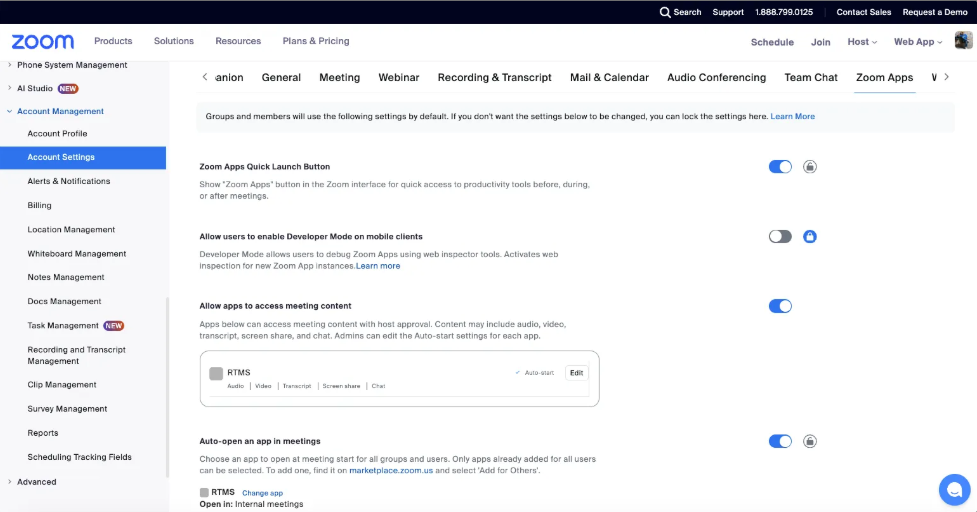 Search Support 1.888.799.0125 Contact Sales Request a Demo
zoom Products Solutions Resources Plans & Pricing Schedule Join Host Web App
Phone System Management
AI Studio NEW
Account Management
Account Profile
Account Settings
Alerts & Notifications
Billing
Location Management
Whiteboard Management
Notes Management
Docs Management
Task Management NEW
Recording and Transcript
Management
Clip Management
Survey Management
Reports
Scheduling Tracking Fields
Advanced
anion General Meeting Webinar Recording & Transcript Mail & Calendar Audio Conferencing Team Chat Zoom Apps
Groups and members will use the following settings by default. If you don't want the settings below to be changed, you can lock the settings here. Learn More
Zoom Apps Quick Launch Button
Show "Zoom Apps" button in the Zoom interface for quick access to productivity tools before, during,
or after meetings.
Allow users to enable Developer Mode on mobile clients
Developer Mode allows users to debug Zoom Apps using web inspector tools. Activates web
inspection for new Zoom App instances.Learn more
Allow apps to access meeting content
Apps below can access meeting content with host approval. Content may include audio, video,
transcript, screen share, and chat. Admins can edit the Auto-start settings for each app.
RTMS Auto-start Edit
Audio | Video | Transcript | Screen share | Chat
Auto-open an app in meetings
Choose an app to open at meeting start for all groups and users. Only apps already added for all users
can be selected. To add one, find it on marketplace.zoom.us and select 'Add for Others'.
RTMS Change app
Open in: Internal meetings